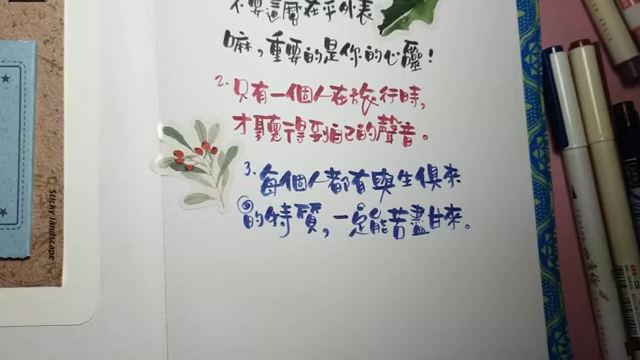 不要這麼在乎外表
嘛，重要的是你的心靈！
2. 只有一個人在旅行時，
才聽得到自己的聲音。
3. 每個人都有與生俱來
的特質，一定能苦盡甘來。
Sticky landscape